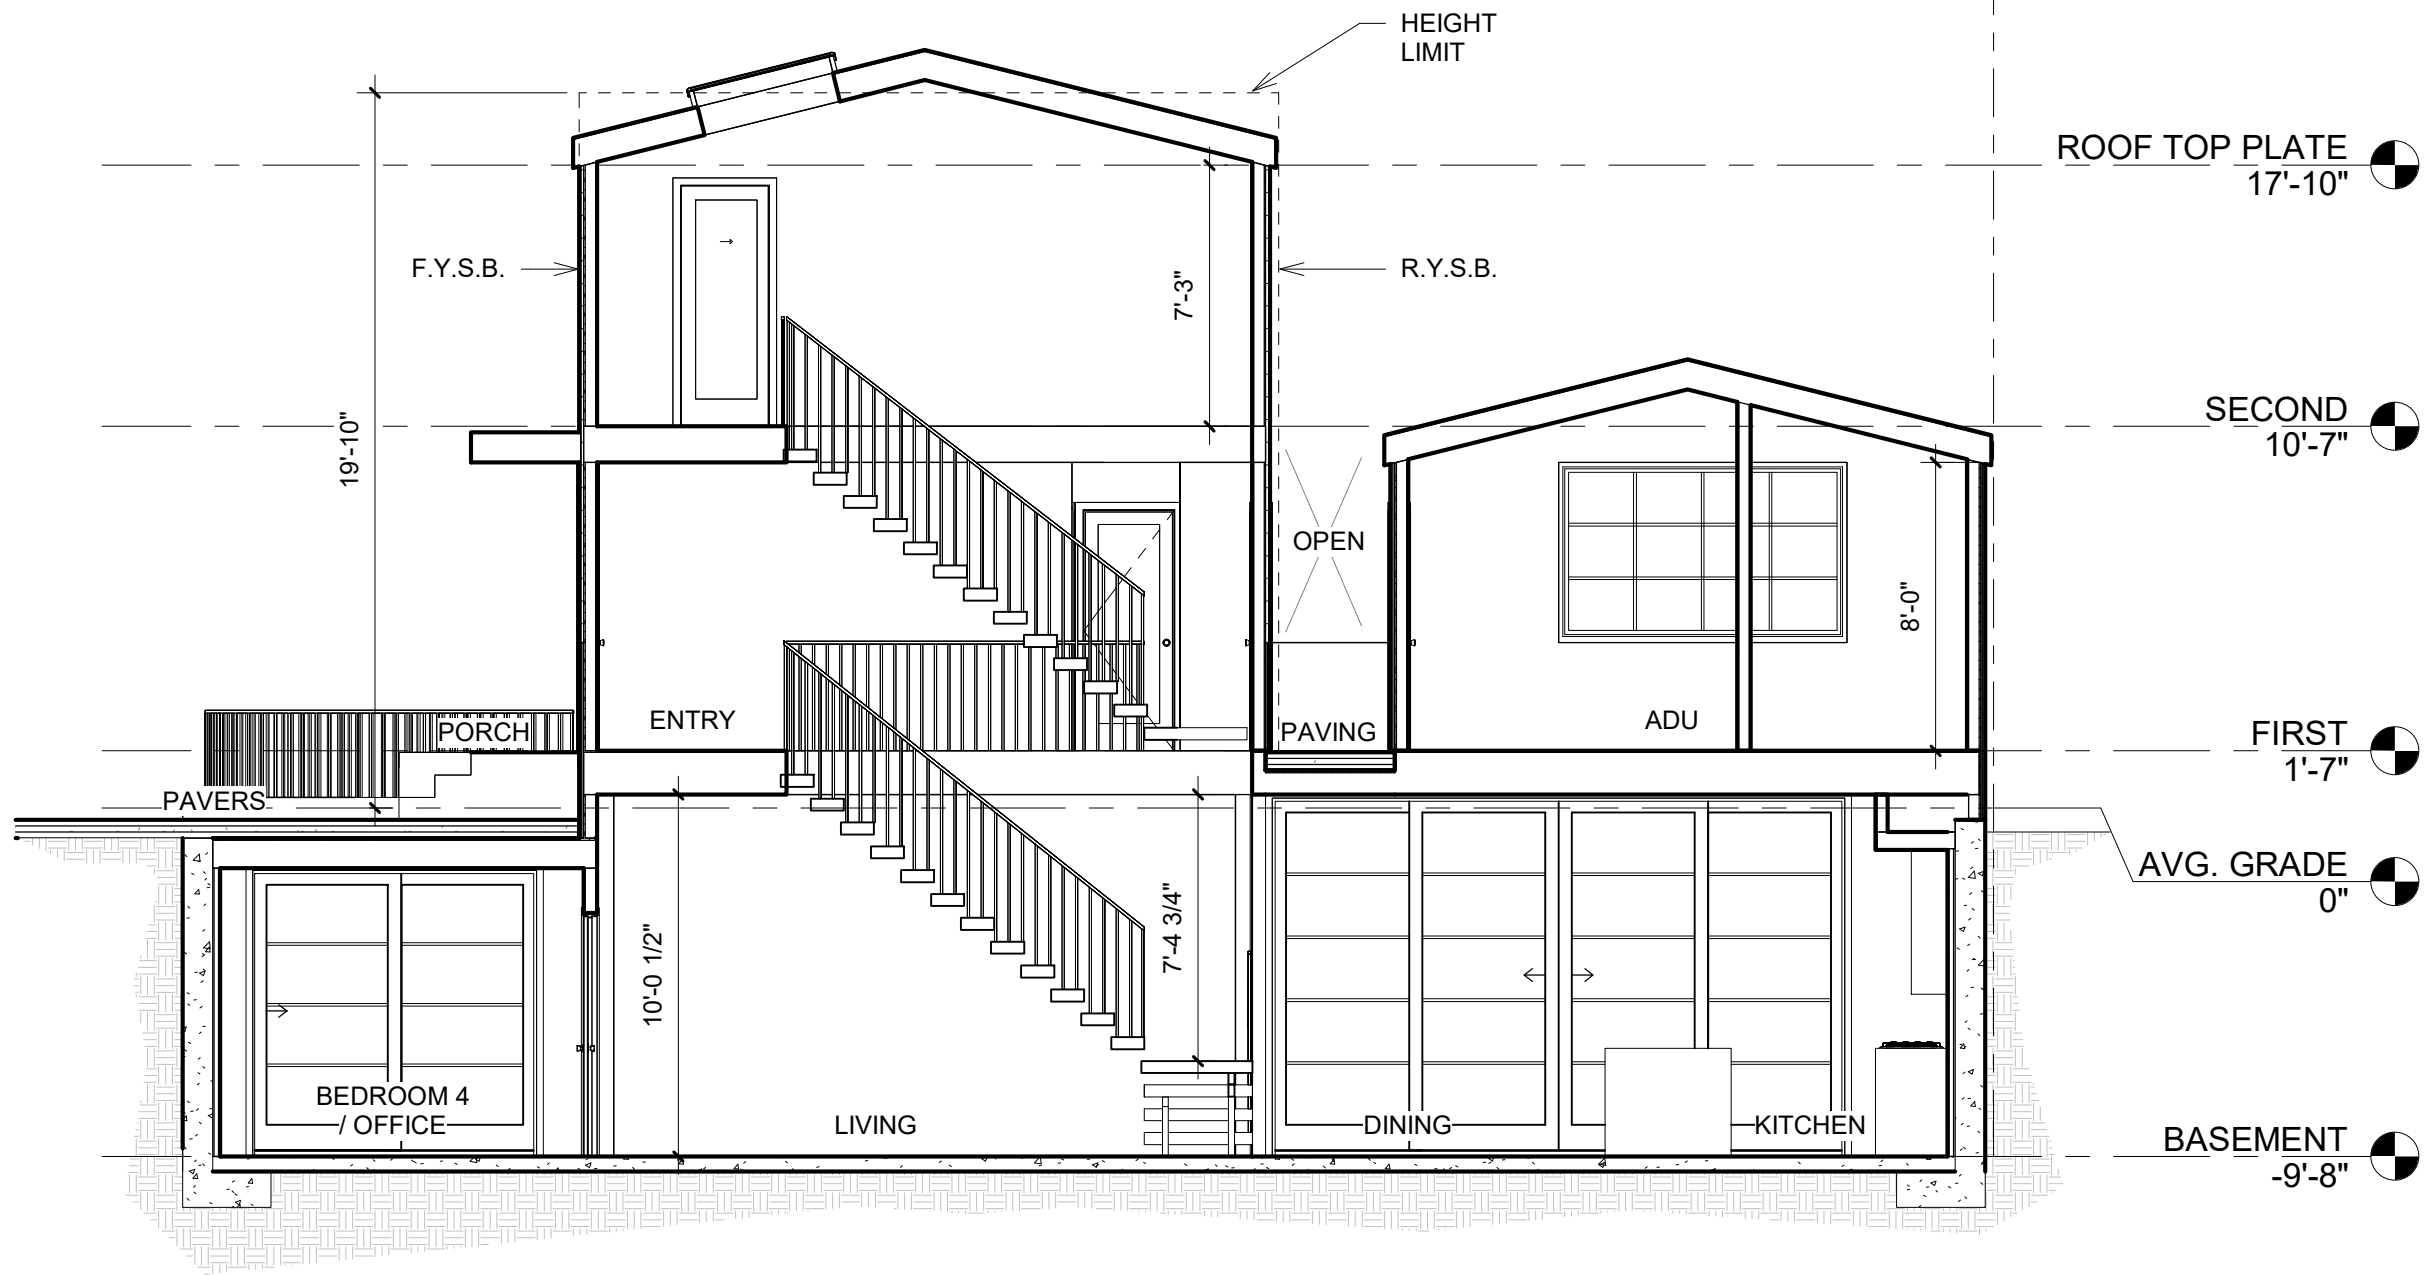 HEIGHT
LIMIT
ROOF TOP PLATE
17'-10"
F.Y.S.B.
R.Y.S.B.
7'-3"
SECOND
10'-7"
19'-10"
OPEN
8'-0"
PORCH
ENTRY
PAVING
ADU
FIRST
1'-7"
PAVERS
AVG. GRADE
0"
10'-0 1/2"
7'-4 3/4"
BEDROOM 4
/ OFFICE
LIVING
DINING
KITCHEN
BASEMENT
-9'-8"